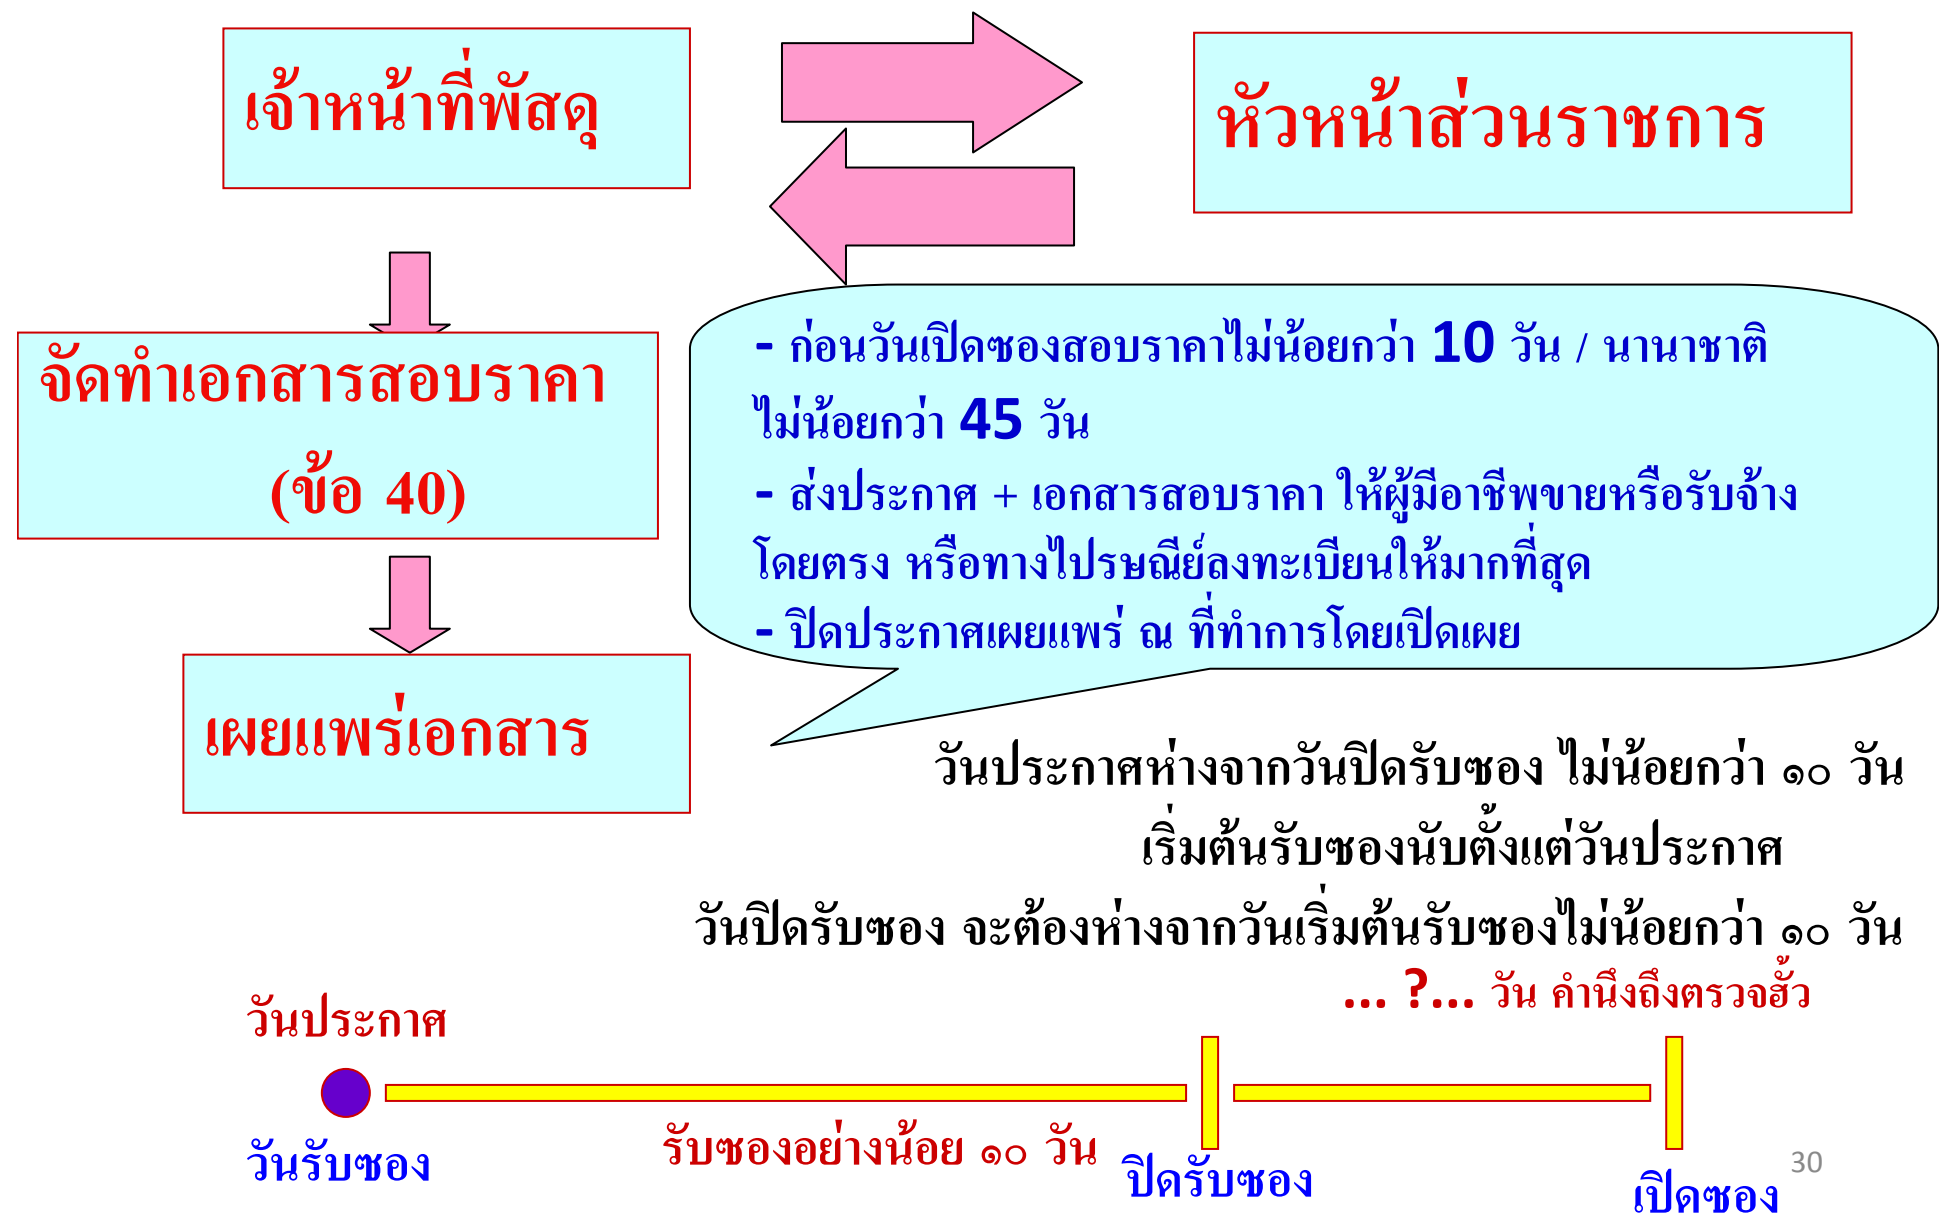 เจ้าหน้าที่พัสดุ
หัวหน้าส่วนราชการ
จัดทำเอกสารสอบราคา
(ข้อ 40)
- ก่อนวันเปิดซองสอบราคาไม่น้อยกว่า 10 วัน / นานาชาติ
ไม่น้อยกว่า 45 วัน
- ส่งประกาศ + เอกสารสอบราคา ให้ผู้มีอาชีพขายหรือรับจ้าง
โดยตรง หรือทางไปรษณีย์ลงทะเบียนให้มากที่สุด
- ปิดประกาศเผยแพร่ ณ ที่ทำการโดยเปิดเผย
เผยแพร่เอกสาร
วันประกาศห่างจากวันปิดรับซอง ไม่น้อยกว่า ๑๐ วัน
เริ่มต้นรับซองนับตั้งแต่วันประกาศ
วันปิดรับซอง จะต้องห่างจากวันเริ่มต้นรับซองไม่น้อยกว่า ๑๐ วัน
... ?... วัน คำนึงถึงตรวจฮั้ว
วันประกาศ
วันรับซอง
รับซองอย่างน้อย ๑๐ วัน
ปิดรับซอง
เปิดซอง
30